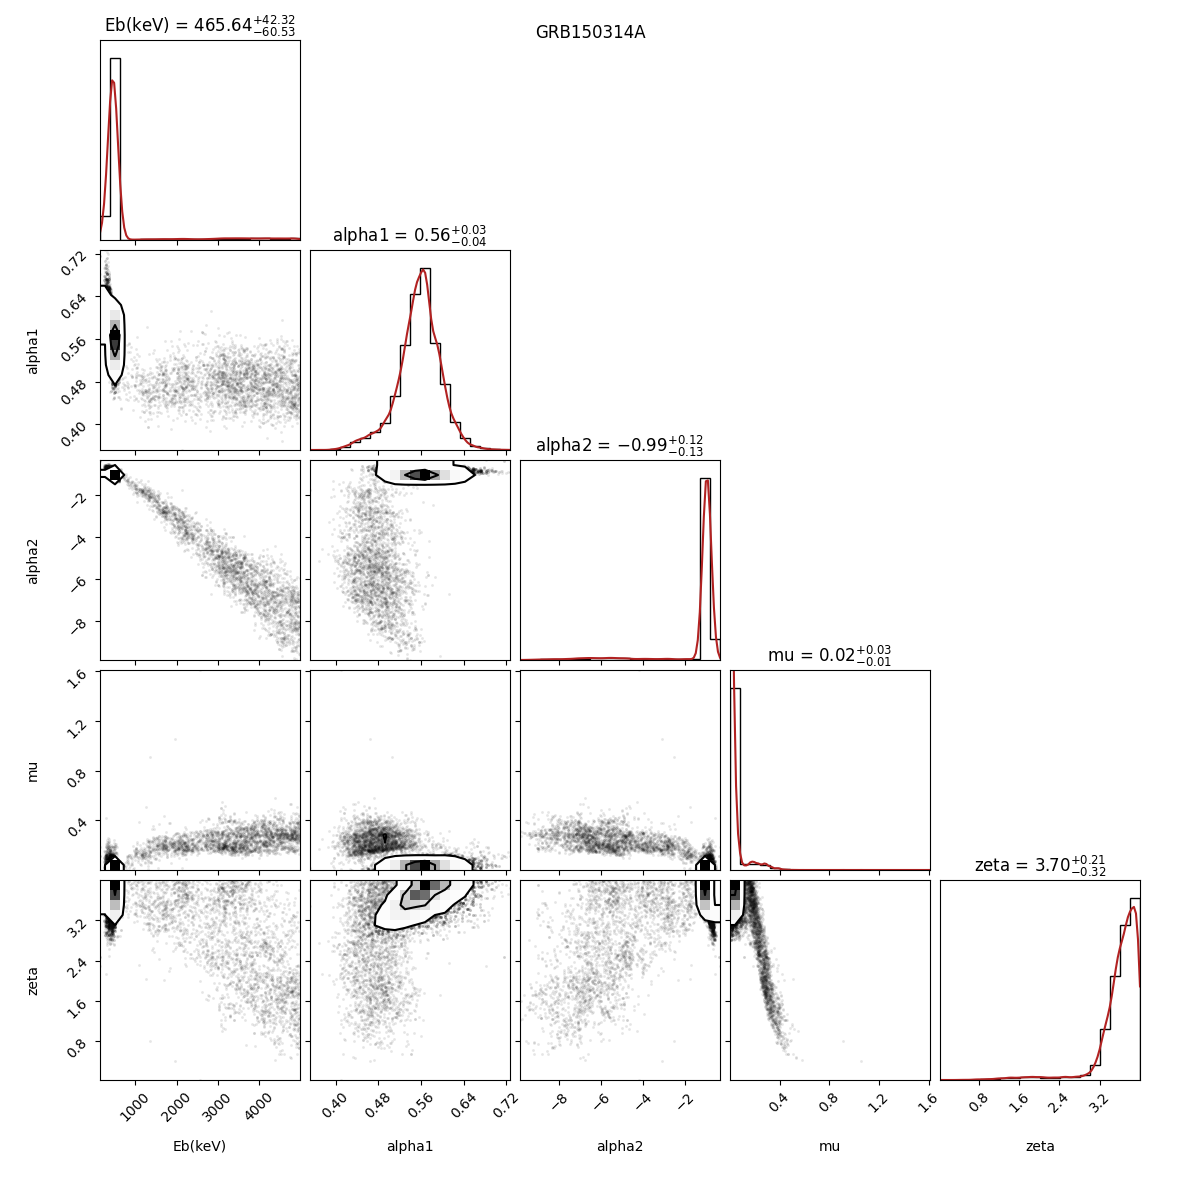 GRB150314A
Eb(keV) = 465.64 +42.32 −60.53
alpha1 = 0.56 +0.03 −0.04
0.72
0.64
0.56
0.48
0.40
alpha1
alpha2 = −0.99 +0.12 −0.13
−2
−4
−6
−8
alpha2
mu = 0.02 +0.03 −0.01
1.6
1.2
0.8
0.4
mu
zeta = 3.70 +0.21 −0.32
3.2
2.4
1.6
0.8
zeta
1000 2000 3000 4000 0.40 0.48 0.56 0.64 0.72 −8 −6 −4 −2 0.4 0.8 1.2 1.6 0.8 1.6 2.4 3.2
Eb(keV) alpha1 alpha2 mu zeta